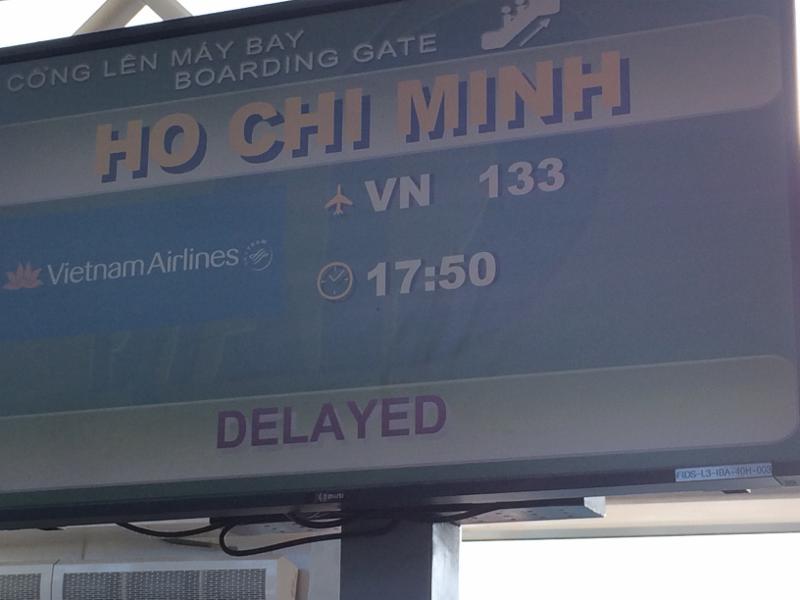 CỔNG LÊN MÁY BAY
BOARDING GATE
HO CHI MINH
VN 133
Vietnam Airlines
17:50
DELAYED
FIDS-L3-IBA-40H-003